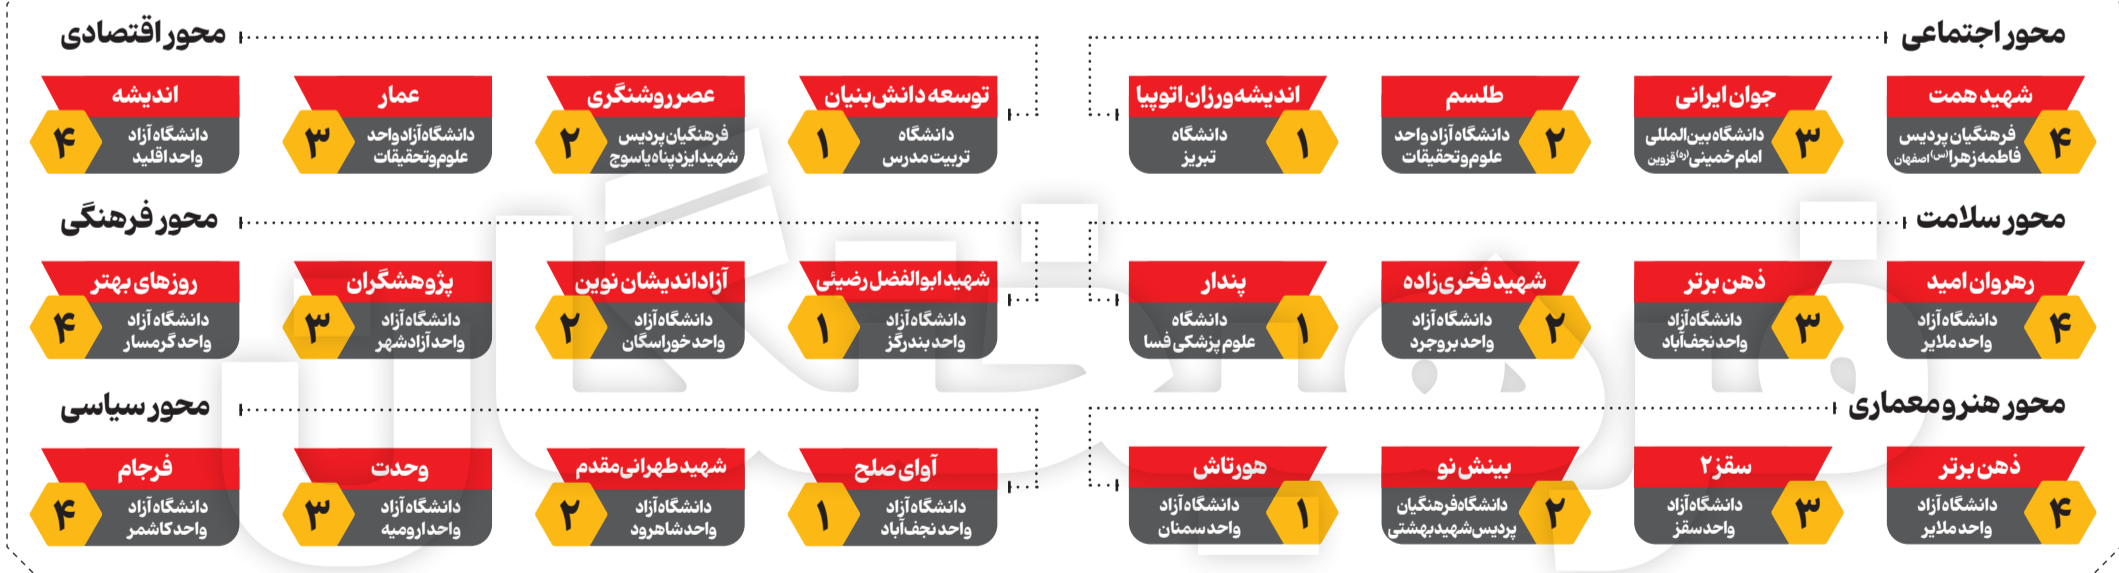 محور اجتماعی
شهید همت
۴
فرهنگیان پردیس
فاطمه زهرا(س) اصفهان
جوان ایرانی
۳
دانشگاه بین‌المللی
امام خمینی(ره) قزوین
طلسم
۲
دانشگاه آزاد واحد
علوم و تحقیقات
اندیشه‌ورزان اتوپیا
۱
دانشگاه
تبریز
محور اقتصادی
توسعه دانش‌بنیان
۱
دانشگاه
تربیت مدرس
عصر روشنگری
۲
فرهنگیان پردیس
شهید ایزدپناه یاسوج
عمار
۳
دانشگاه آزاد واحد
علوم و تحقیقات
اندیشه
۴
دانشگاه آزاد
واحد اقلید
محور سلامت
رهروان امید
۴
دانشگاه آزاد
واحد ملایر
ذهن برتر
۳
دانشگاه آزاد
واحد نجف‌آباد
شهید فخری‌زاده
۲
دانشگاه آزاد
واحد بروجرد
پندار
۱
دانشگاه
علوم پزشکی فسا
محور فرهنگی
شهید ابوالفضل رضیئی
۱
دانشگاه آزاد
واحد بندرگز
آزاداندیشان نوین
۲
دانشگاه آزاد
واحد خوراسگان
پژوهشگران
۳
دانشگاه آزاد
واحد آزادشهر
روزهای بهتر
۴
دانشگاه آزاد
واحد گرمسار
محور هنر و معماری
ذهن برتر
۴
دانشگاه آزاد
واحد ملایر
سقز ۲
۳
دانشگاه آزاد
واحد سقز
بینش نو
۲
دانشگاه فرهنگیان
پردیس شهید بهشتی
هورتاش
۱
دانشگاه آزاد
واحد سمنان
محور سیاسی
آوای صلح
۱
دانشگاه آزاد
واحد نجف‌آباد
شهید طهرانی مقدم
۲
دانشگاه آزاد
واحد شاهرود
وحدت
۳
دانشگاه آزاد
واحد ارومیه
فرجام
۴
دانشگاه آزاد
واحد کاشمر
فرهیختگان